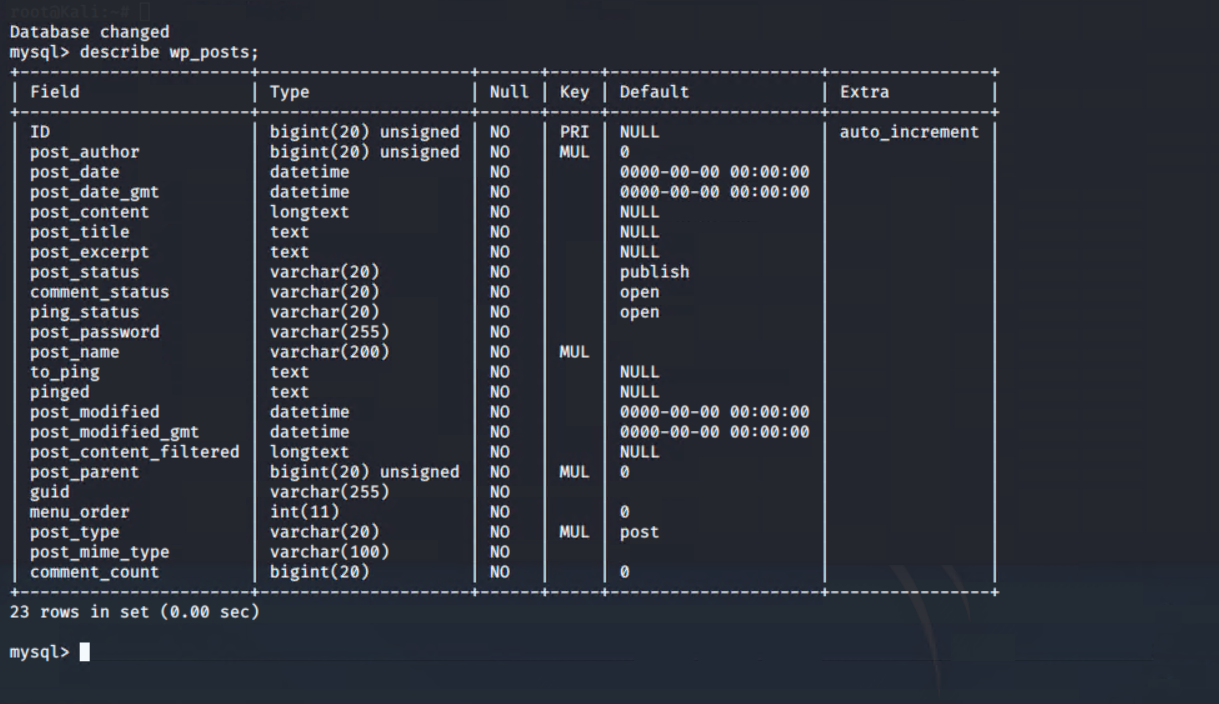 root@Kali:~#
Database changed
mysql> describe wp_posts;
+-----------------------+---------------------+------+-----+---------------------+----------------+
| Field                 | Type                | Null | Key | Default             | Extra          |
+-----------------------+---------------------+------+-----+---------------------+----------------+
| ID                    | bigint(20) unsigned | NO   | PRI | NULL                | auto_increment |
| post_author           | bigint(20) unsigned | NO   | MUL | 0                   |                |
| post_date             | datetime            | NO   |     | 0000-00-00 00:00:00 |                |
| post_date_gmt         | datetime            | NO   |     | 0000-00-00 00:00:00 |                |
| post_content          | longtext            | NO   |     | NULL                |                |
| post_title            | text                | NO   |     | NULL                |                |
| post_excerpt          | text                | NO   |     | NULL                |                |
| post_status           | varchar(20)         | NO   |     | publish             |                |
| comment_status        | varchar(20)         | NO   |     | open                |                |
| ping_status           | varchar(20)         | NO   |     | open                |                |
| post_password         | varchar(255)        | NO   |     |                     |                |
| post_name             | varchar(200)        | NO   | MUL |                     |                |
| to_ping               | text                | NO   |     | NULL                |                |
| pinged                | text                | NO   |     | NULL                |                |
| post_modified         | datetime            | NO   |     | 0000-00-00 00:00:00 |                |
| post_modified_gmt     | datetime            | NO   |     | 0000-00-00 00:00:00 |                |
| post_content_filtered | longtext            | NO   |     | NULL                |                |
| post_parent           | bigint(20) unsigned | NO   | MUL | 0                   |                |
| guid                  | varchar(255)        | NO   |     |                     |                |
| menu_order            | int(11)             | NO   |     | 0                   |                |
| post_type             | varchar(20)         | NO   | MUL | post                |                |
| post_mime_type        | varchar(100)        | NO   |     |                     |                |
| comment_count         | bigint(20)          | NO   |     | 0                   |                |
+-----------------------+---------------------+------+-----+---------------------+----------------+
23 rows in set (0.00 sec)
mysql>